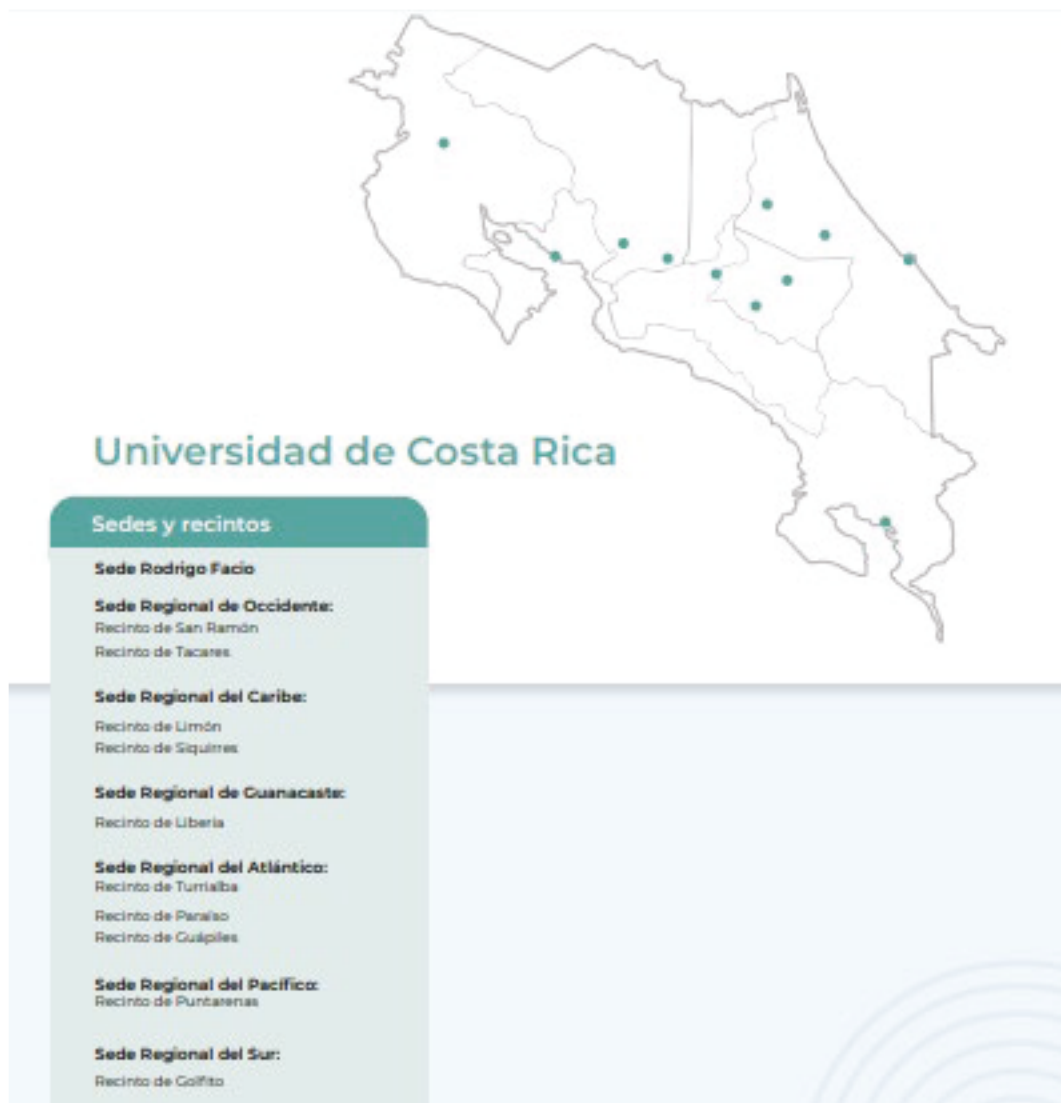 Universidad de Costa Rica
Sedes y recintos
Sede Rodrigo Facio
Sede Regional de Occidente:
Recinto de San Ramón
Recinto de Tacares
Sede Regional del Caribe:
Recinto de Limón
Recinto de Siquirres
Sede Regional de Guanacaste:
Recinto de Liberia
Sede Regional del Atlántico:
Recinto de Turrialba
Recinto de Paraíso
Recinto de Guápiles
Sede Regional del Pacífico:
Recinto de Puntarenas
Sede Regional del Sur:
Recinto de Golfito